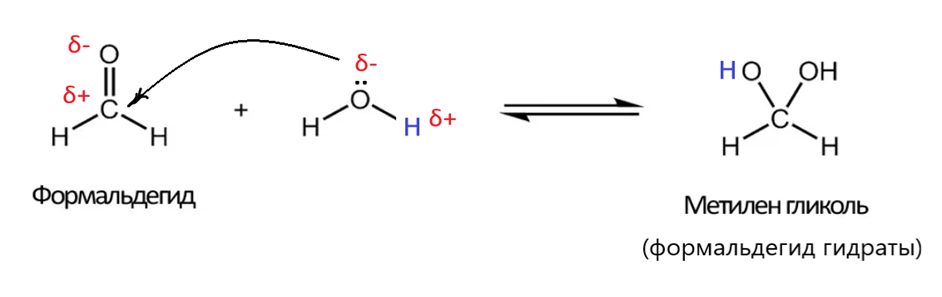 δ-
O
δ+
C
H
H
Формальдегид
+
δ-
O
H
H
δ+
H O
OH
C
H
H
Метилен гликоль
(формальдегид гидраты)